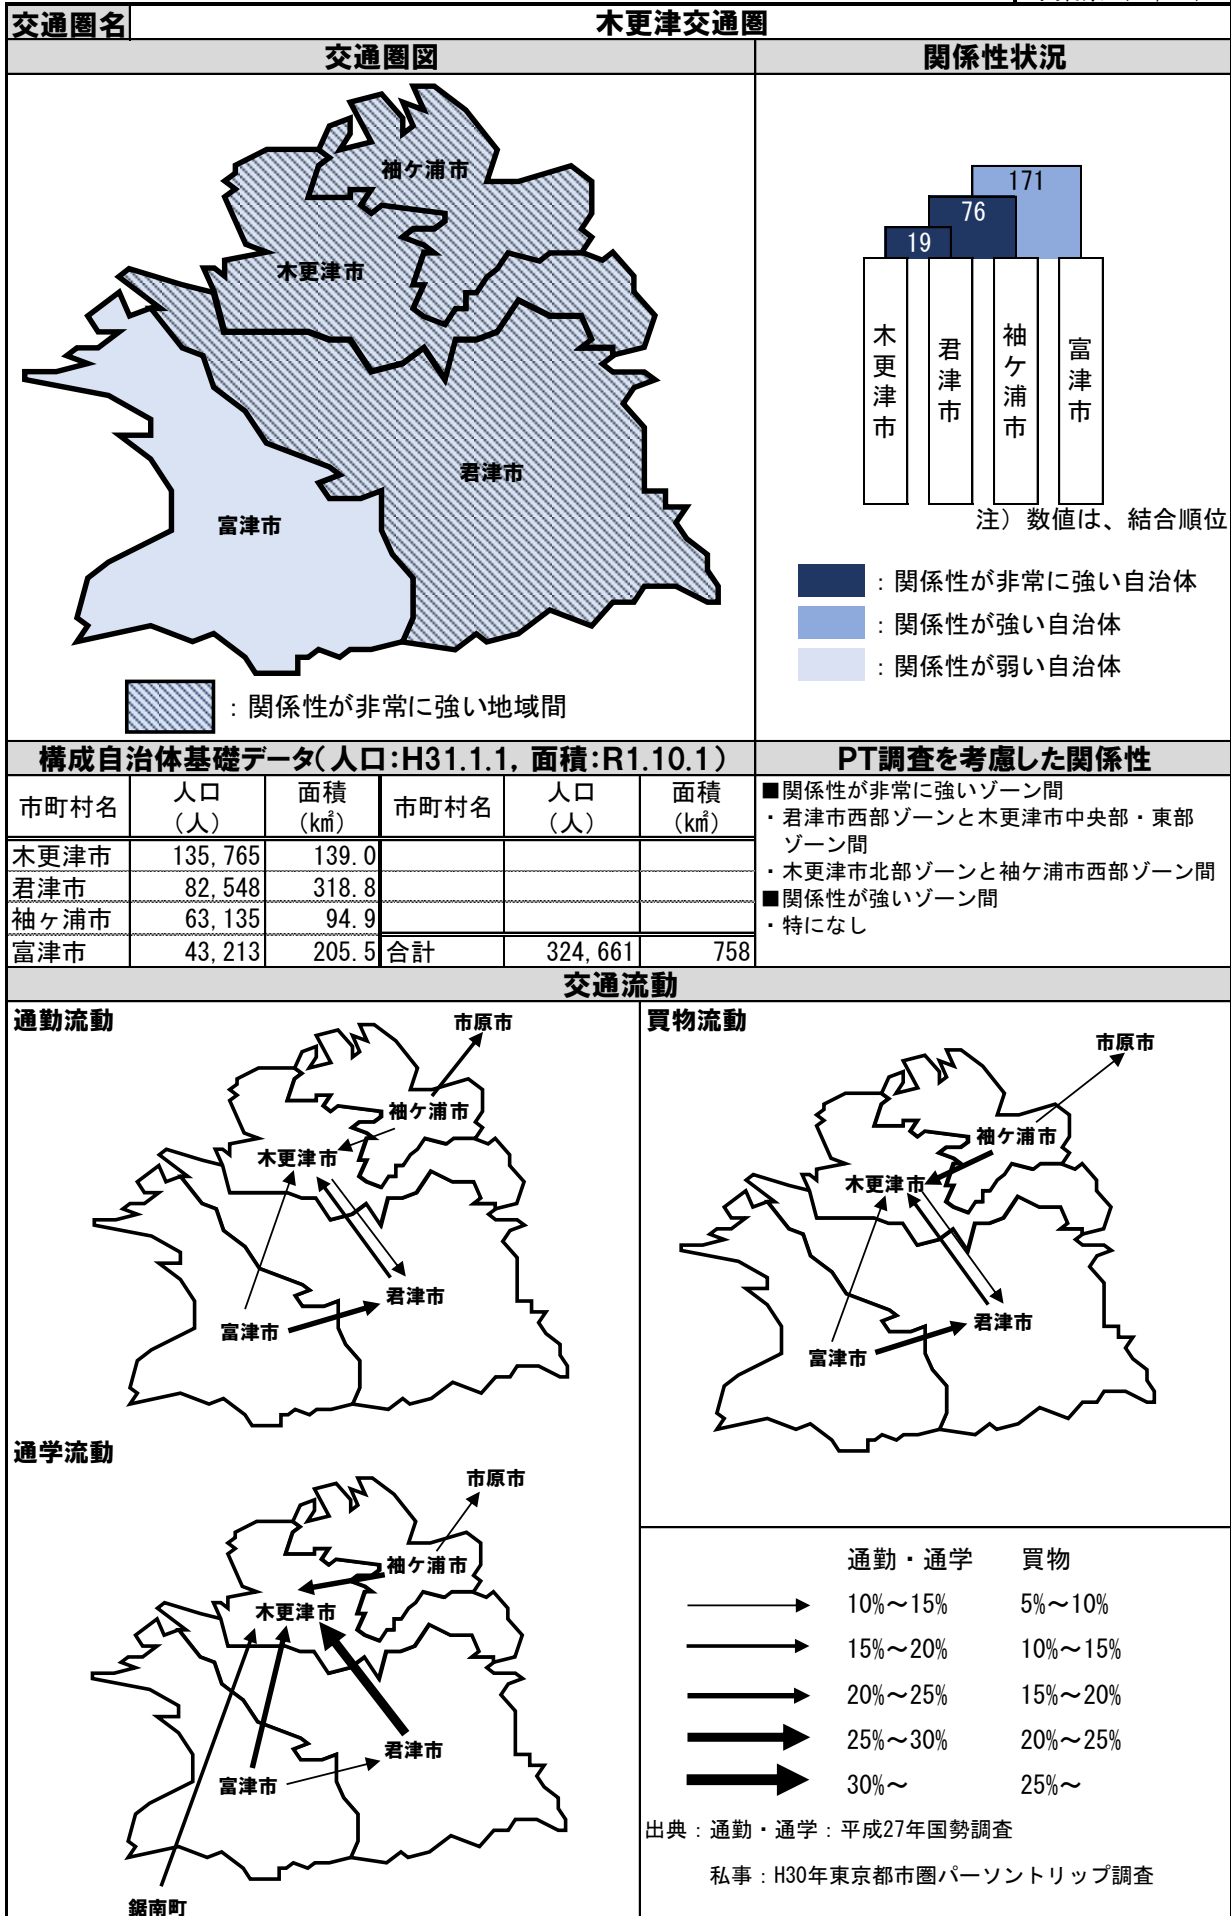 交通圏名
木更津交通圏
交通圏図
関係性状況
袖ケ浦市
木更津市
君津市
富津市
：関係性が非常に強い地域間
171
76
19
木更津市
君津市
袖ケ浦市
富津市
注）数値は、結合順位
：関係性が非常に強い自治体
：関係性が強い自治体
：関係性が弱い自治体
構成自治体基礎データ(人口:H31.1.1, 面積:R1.10.1)
市町村名 人口（人） 面積（k㎡） 市町村名 人口（人） 面積（k㎡）
木更津市 135,765 139.0
君津市 82,548 318.8
袖ヶ浦市 63,135 94.9
富津市 43,213 205.5 合計 324,661 758
PT調査を考慮した関係性
■関係性が非常に強いゾーン間
・君津市西部ゾーンと木更津市中央部・東部
ゾーン間
・木更津市北部ゾーンと袖ケ浦市西部ゾーン間
■関係性が強いゾーン間
・特になし
交通流動
通勤流動
市原市
袖ケ浦市
木更津市
君津市
富津市
買物流動
市原市
袖ケ浦市
木更津市
君津市
富津市
通学流動
市原市
袖ケ浦市
木更津市
君津市
富津市
鋸南町
通勤・通学 買物
10%～15% 5%～10%
15%～20% 10%～15%
20%～25% 15%～20%
25%～30% 20%～25%
30%～ 25%～
出典：通勤・通学：平成27年国勢調査
私事：H30年東京都市圏パーソントリップ調査